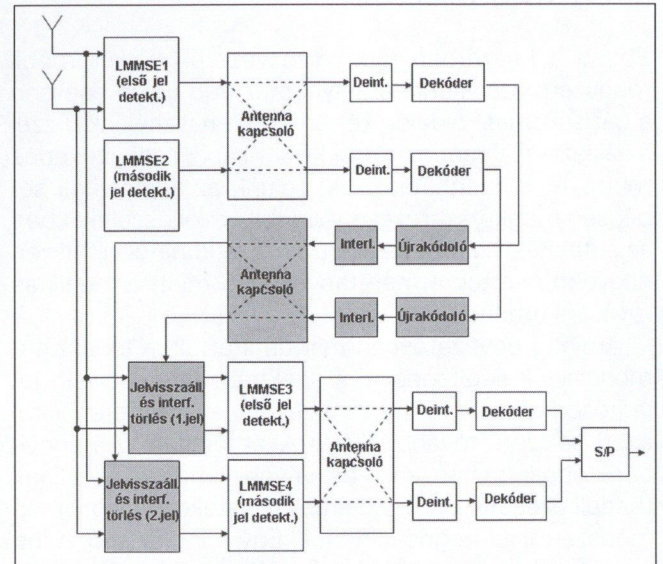 LMMSE1
(első jel
detekt.)
Antenna
kapcsoló
Deint.
Dekóder
LMMSE2
(második
jel detekt.)
Deint.
Dekóder
Antenna
kapcsoló
Interl.
Újrakódoló
Interl.
Újrakódoló
Jelvisszaáll.
és interf.
törlés (1.jel)
LMMSE3
(első jel
detekt.)
Antenna
kapcsoló
Deint.
Dekóder
S/P
Jelvisszaáll.
és interf.
törlés (2.jel)
LMMSE4
(második
jel detekt.)
Deint.
Dekóder